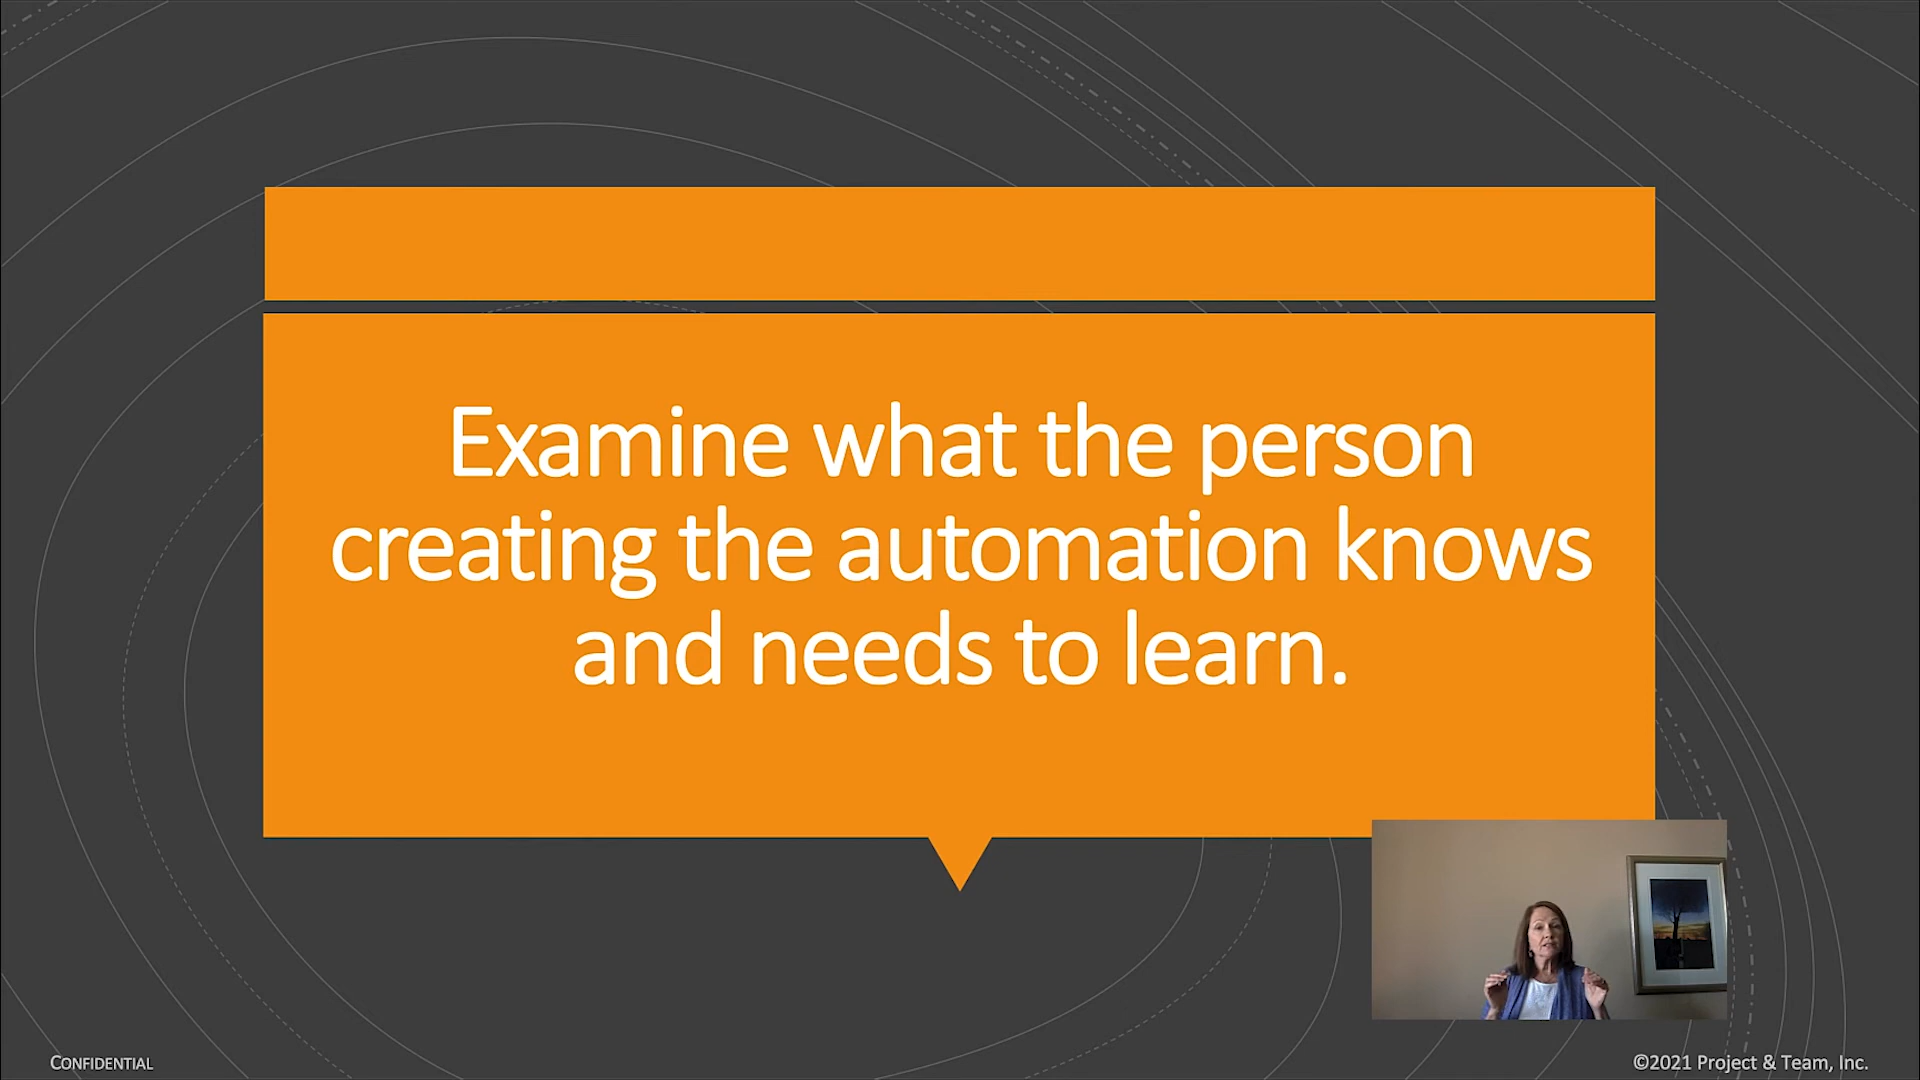 Examine what the person
creating the automation knows
and needs to learn.
CONFIDENTIAL
©2021 Project & Team, Inc.